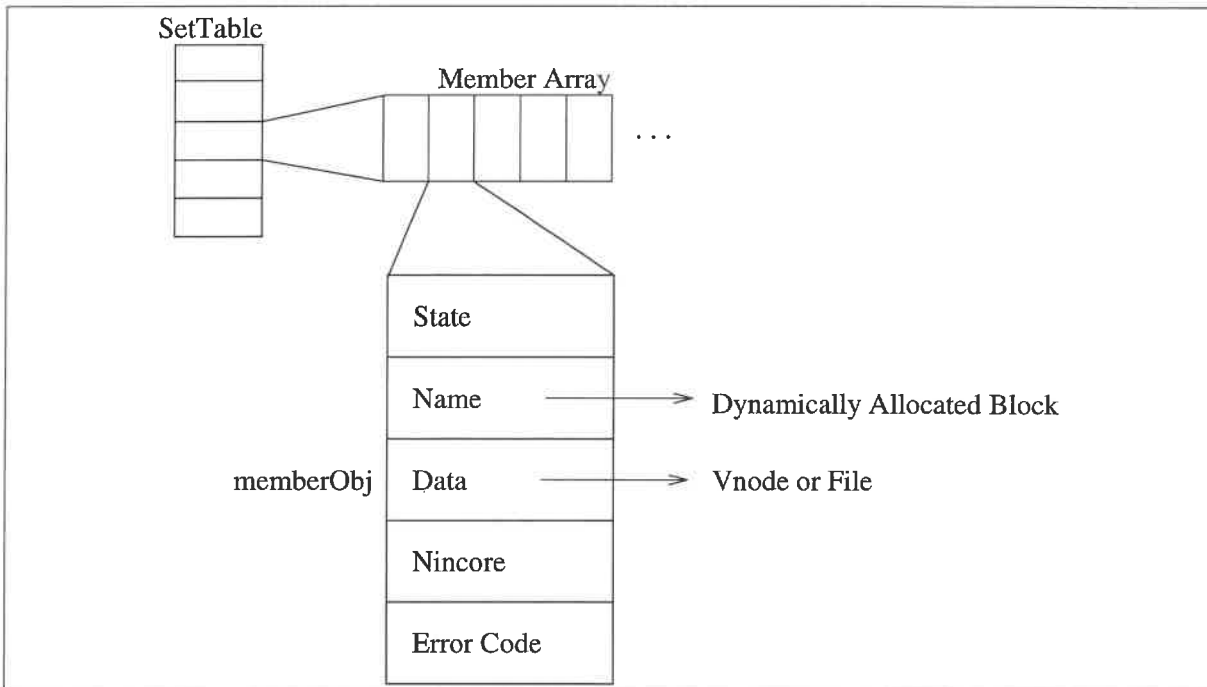 SetTable
Member Array
. . .
State
Name
Dynamically Allocated Block
memberObj
Data
Vnode or File
Nincore
Error Code